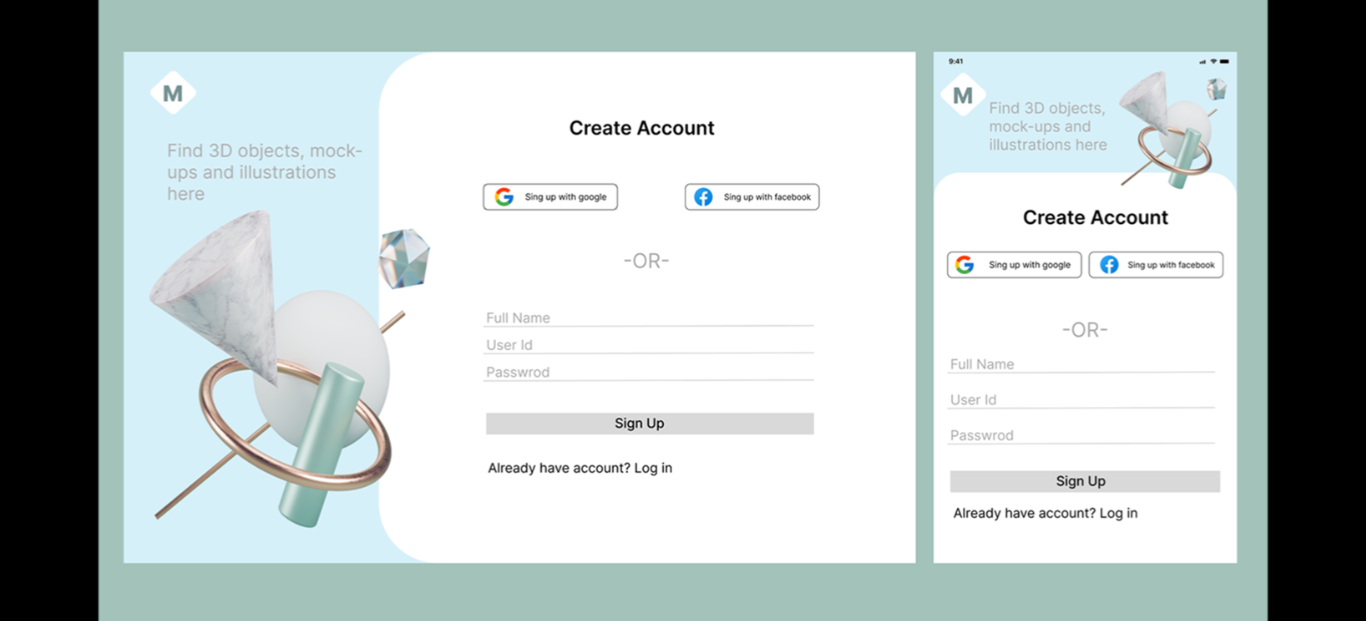 M
Find 3D objects, mock-
ups and illustrations
here
Create Account
Sing up with google
Sing up with facebook
-OR-
Full Name
User Id
Passwrod
Sign Up
Already have account? Log in
9:41
M
Find 3D objects,
mock-ups and
illustrations here
Create Account
Sing up with google
Sing up with facebook
-OR-
Full Name
User Id
Passwrod
Sign Up
Already have account? Log in